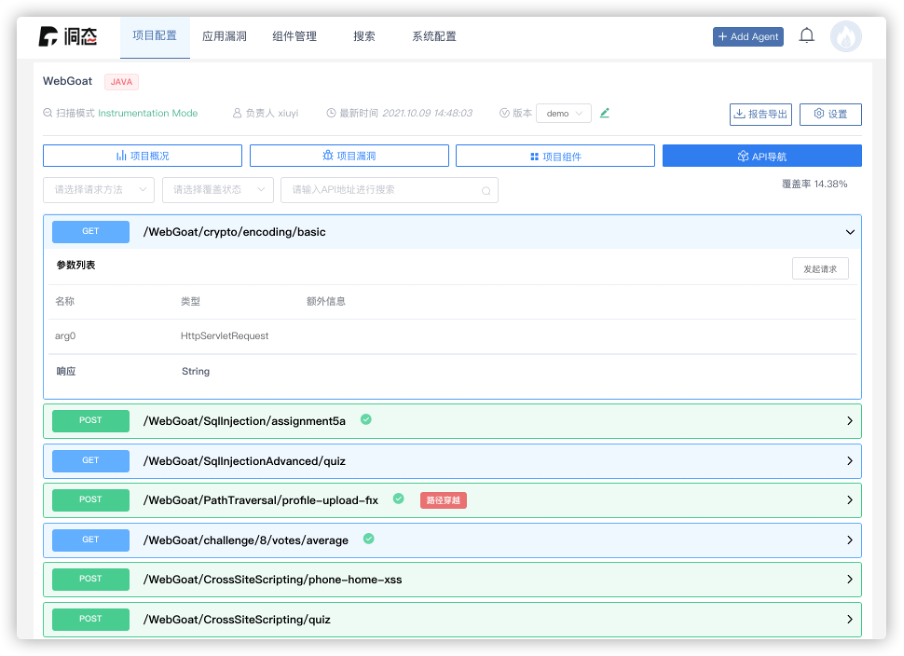 洞态 项目配置 应用漏洞 组件管理 搜索 系统配置 + Add Agent
WebGoat JAVA
扫描模式 Instrumentation Mode 负责人 xiuyi 最新时间 2021.10.09 14:48:03 版本 demo 报告导出 设置
项目概况 项目漏洞 项目组件 API导航
请选择请求方法 请选择覆盖状态 请输入API地址进行搜索 覆盖率 14.38%
GET /WebGoat/crypto/encoding/basic
参数列表 发起请求
名称 类型 额外信息
arg0 HttpServletRequest
响应 String
POST /WebGoat/SqlInjection/assignment5a
GET /WebGoat/SqlInjectionAdvanced/quiz
POST /WebGoat/PathTraversal/profile-upload-fix 路径穿越
GET /WebGoat/challenge/8/votes/average
POST /WebGoat/CrossSiteScripting/phone-home-xss
POST /WebGoat/CrossSiteScripting/quiz